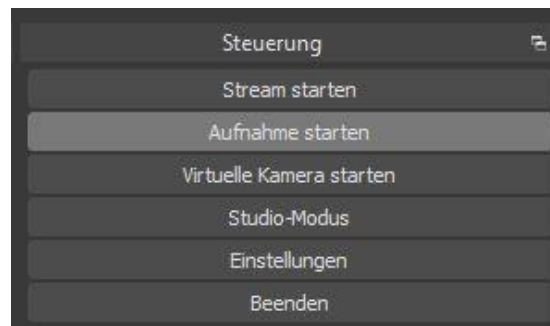 Steuerung
Stream starten
Aufnahme starten
Virtuelle Kamera starten
Studio-Modus
Einstellungen
Beenden